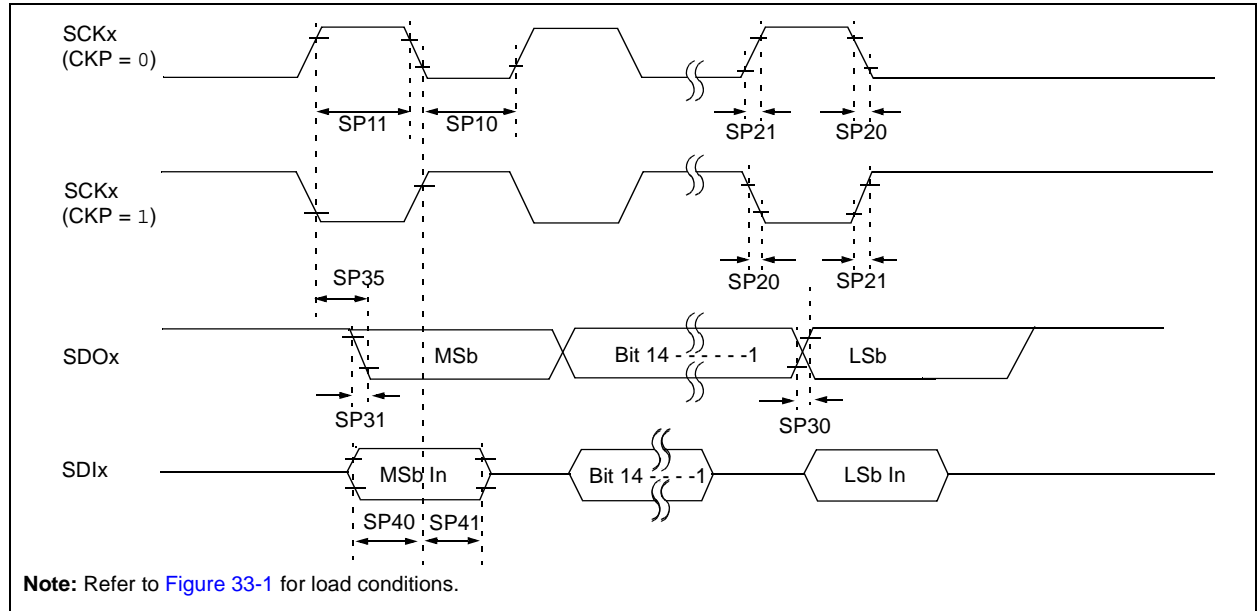 SCKx
(CKP = 0)
SP11
SP10
SP21
SP20
SCKx
(CKP = 1)
SP35
SP20
SP21
SDOx
MSb
Bit 14 - - - - - -1
LSb
SP31
SP30
SDIx
MSb In
Bit 14 - - - -1
LSb In
SP40
SP41
Note: Refer to Figure 33-1 for load conditions.